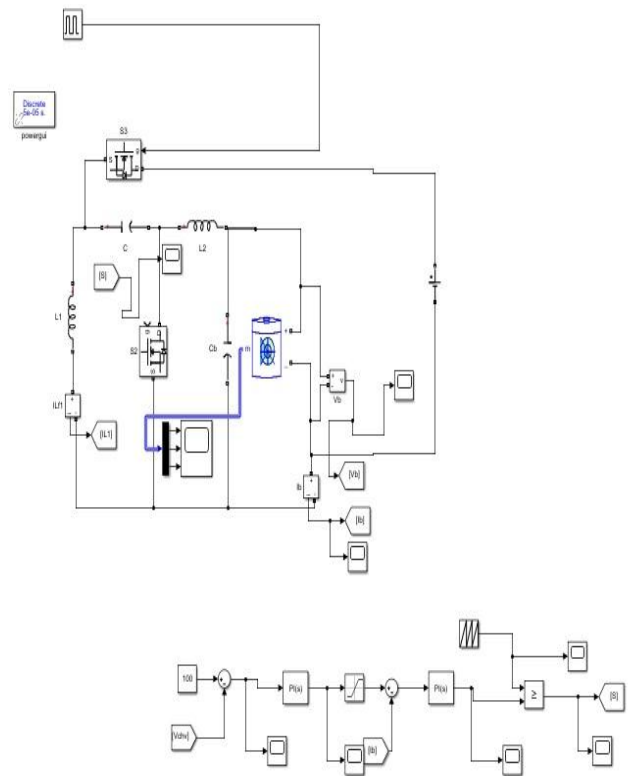 Discrete
5e-05 s.
powergui
S3
S
g
D
C
L2
[S]
L1
S2
g
D
S
Cb
m
+
_
+
-
v
Vb
ILf1
+
-
[IL1]
[Vb]
Ib
+
-
[Ib]
100
+
-
PI(s)
+
-
PI(s)
≥
[S]
[Vchv]
[Ib]